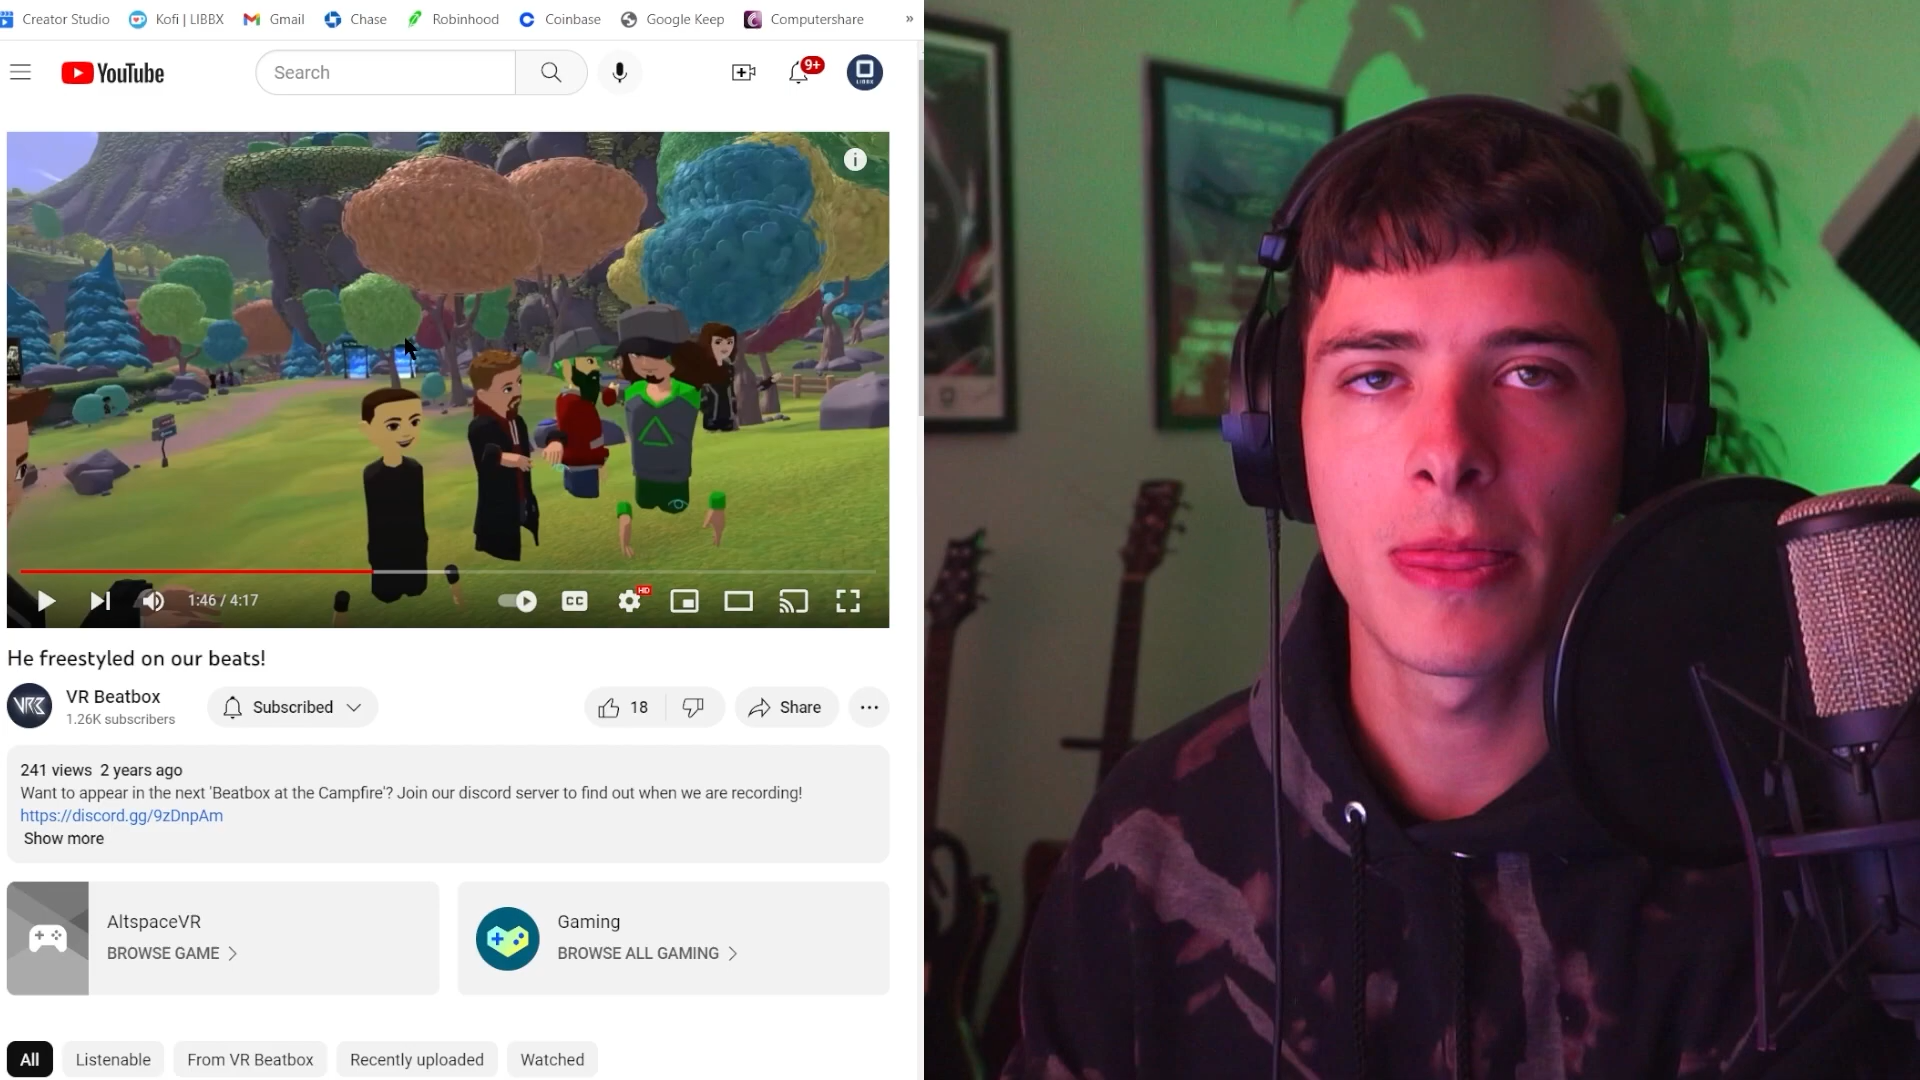 Creator Studio
Kofi | LIBBX
Gmail
Chase
Robinhood
Coinbase
Google Keep
Computershare
»
YouTube
Search
9+
LIBBX
HD
CC
1:46 / 4:17
He freestyled on our beats!
VR Beatbox
1.26K subscribers
Subscribed
18
Share
241 views 2 years ago
Want to appear in the next 'Beatbox at the Campfire'? Join our discord server to find out when we are recording!
https://discord.gg/9zDnpAm
Show more
AltspaceVR
BROWSE GAME
Gaming
BROWSE ALL GAMING
All
Listenable
From VR Beatbox
Recently uploaded
Watched